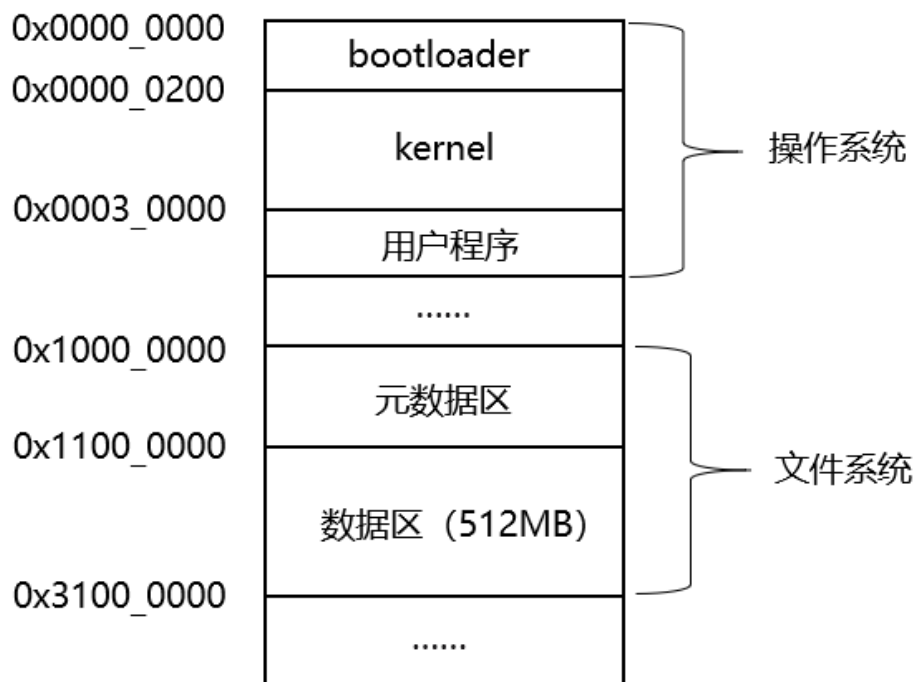 0x0000_0000
bootloader
0x0000_0200
kernel
操作系统
0x0003_0000
用户程序
......
0x1000_0000
元数据区
0x1100_0000
文件系统
数据区（512MB）
0x3100_0000
......